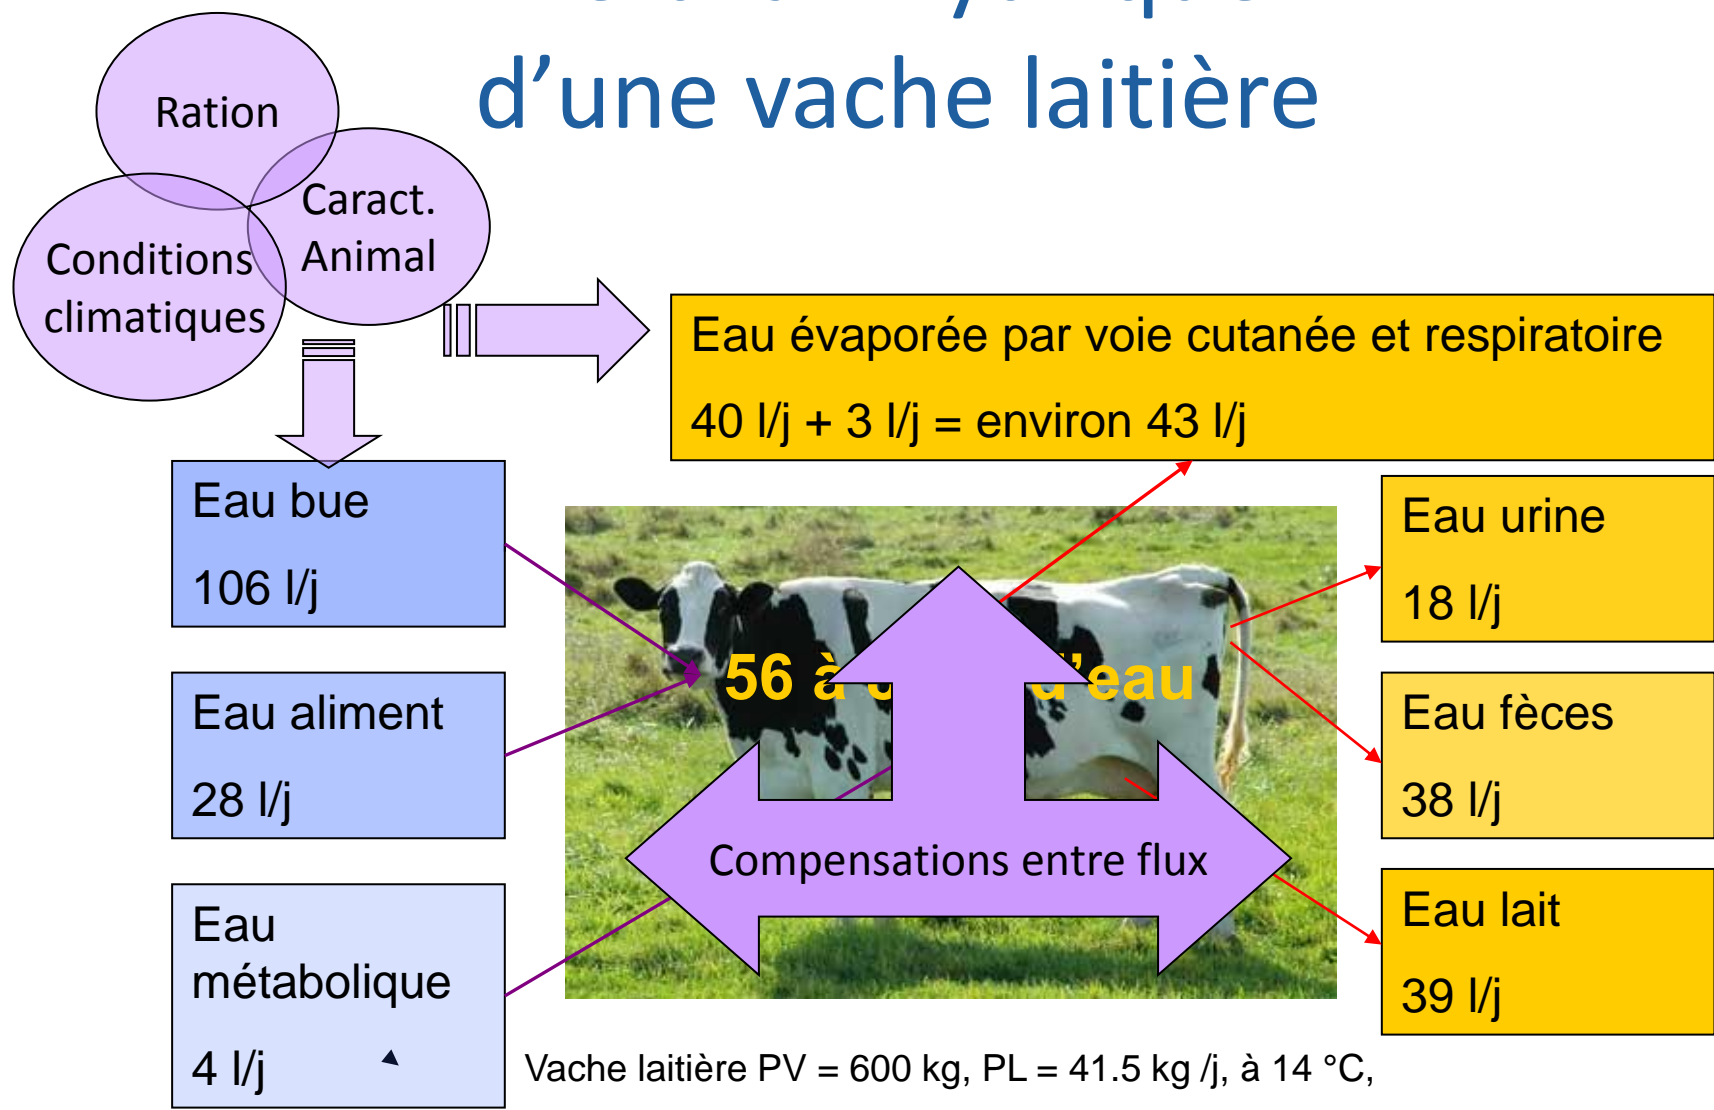 d’une vache laitière
Ration
Caract.
Animal
Conditions
climatiques
Eau évaporée par voie cutanée et respiratoire
40 l/j + 3 l/j = environ 43 l/j
Eau bue
106 l/j
Eau urine
18 l/j
56 à d’eau
Eau aliment
28 l/j
Eau fèces
38 l/j
Compensations entre flux
Eau
métabolique
4 l/j
Eau lait
39 l/j
Vache laitière PV = 600 kg, PL = 41.5 kg /j, à 14 °C,